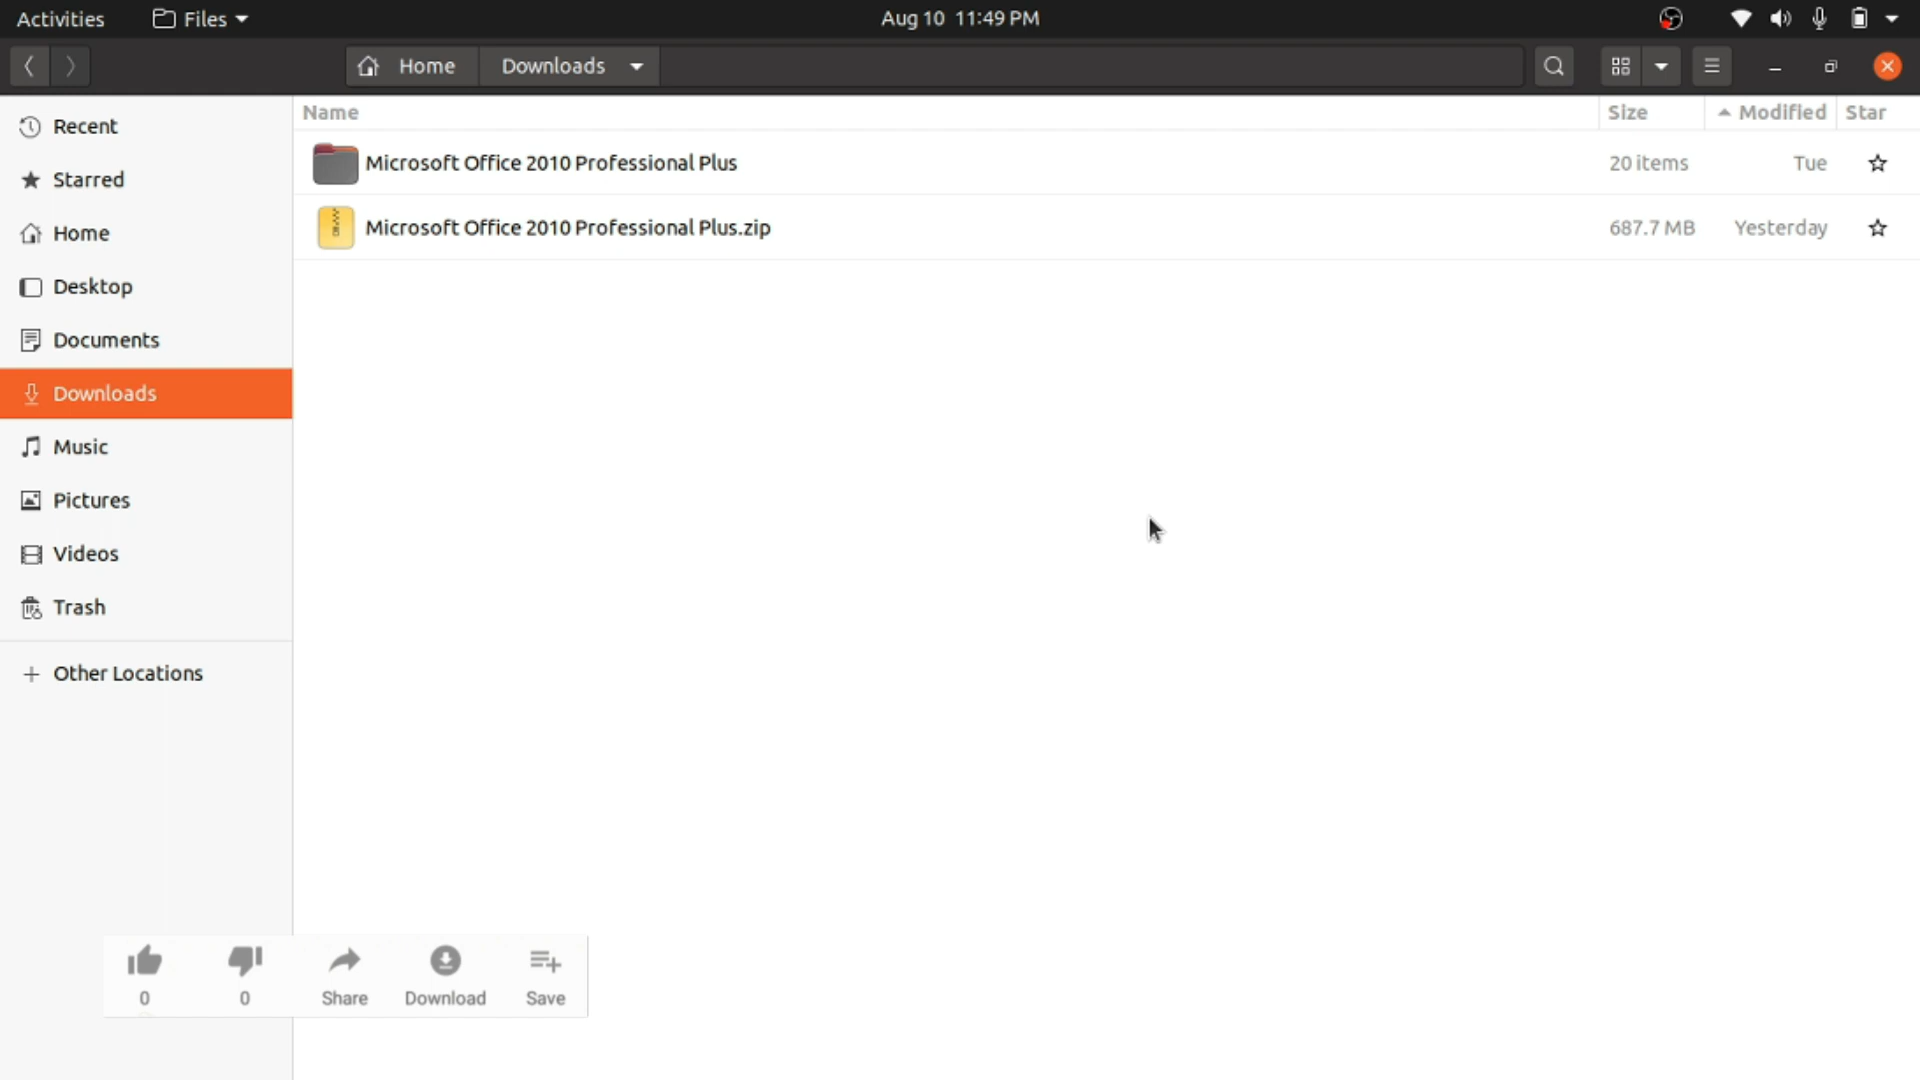 Activities Files Aug 10 11:49 PM
Home Downloads
Name Size Modified Star
Recent
Microsoft Office 2010 Professional Plus 20 items Tue
Starred
Microsoft Office 2010 Professional Plus.zip 687.7 MB Yesterday
Home
Desktop
Documents
Downloads
Music
Pictures
Videos
Trash
Other Locations
0 0 Share Download Save